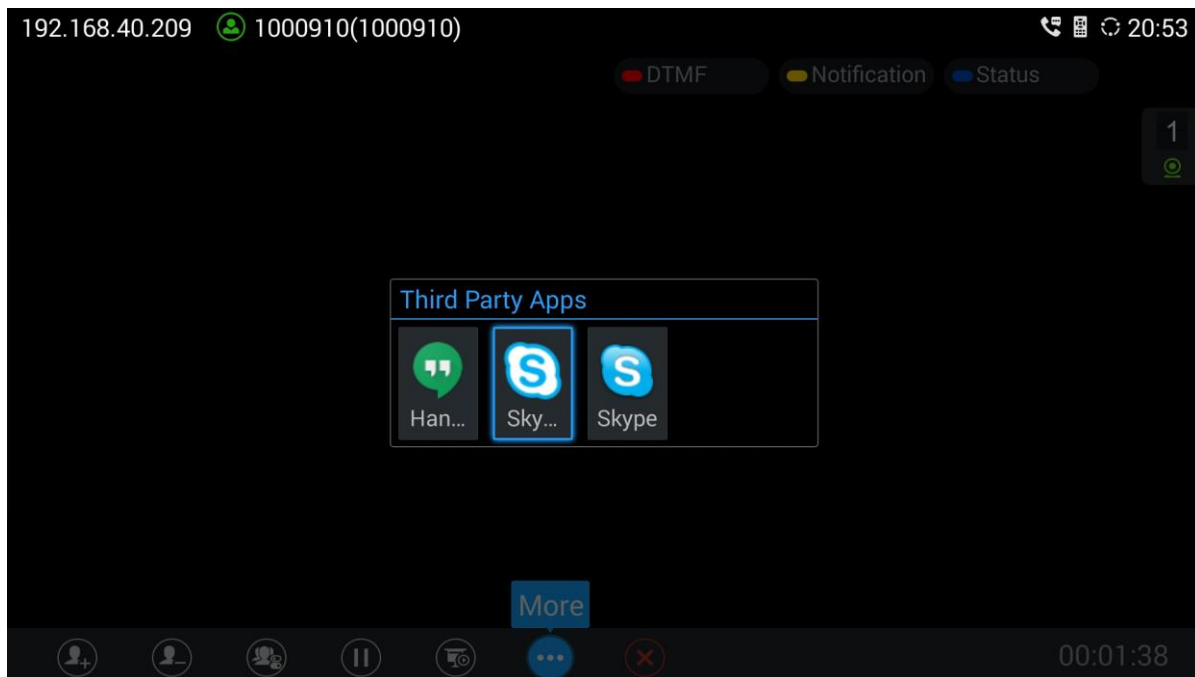 192.168.40.209 1000910(1000910) 20:53
DTMF Notification Status
1
Third Party Apps
Han... Sky... Skype
More
00:01:38